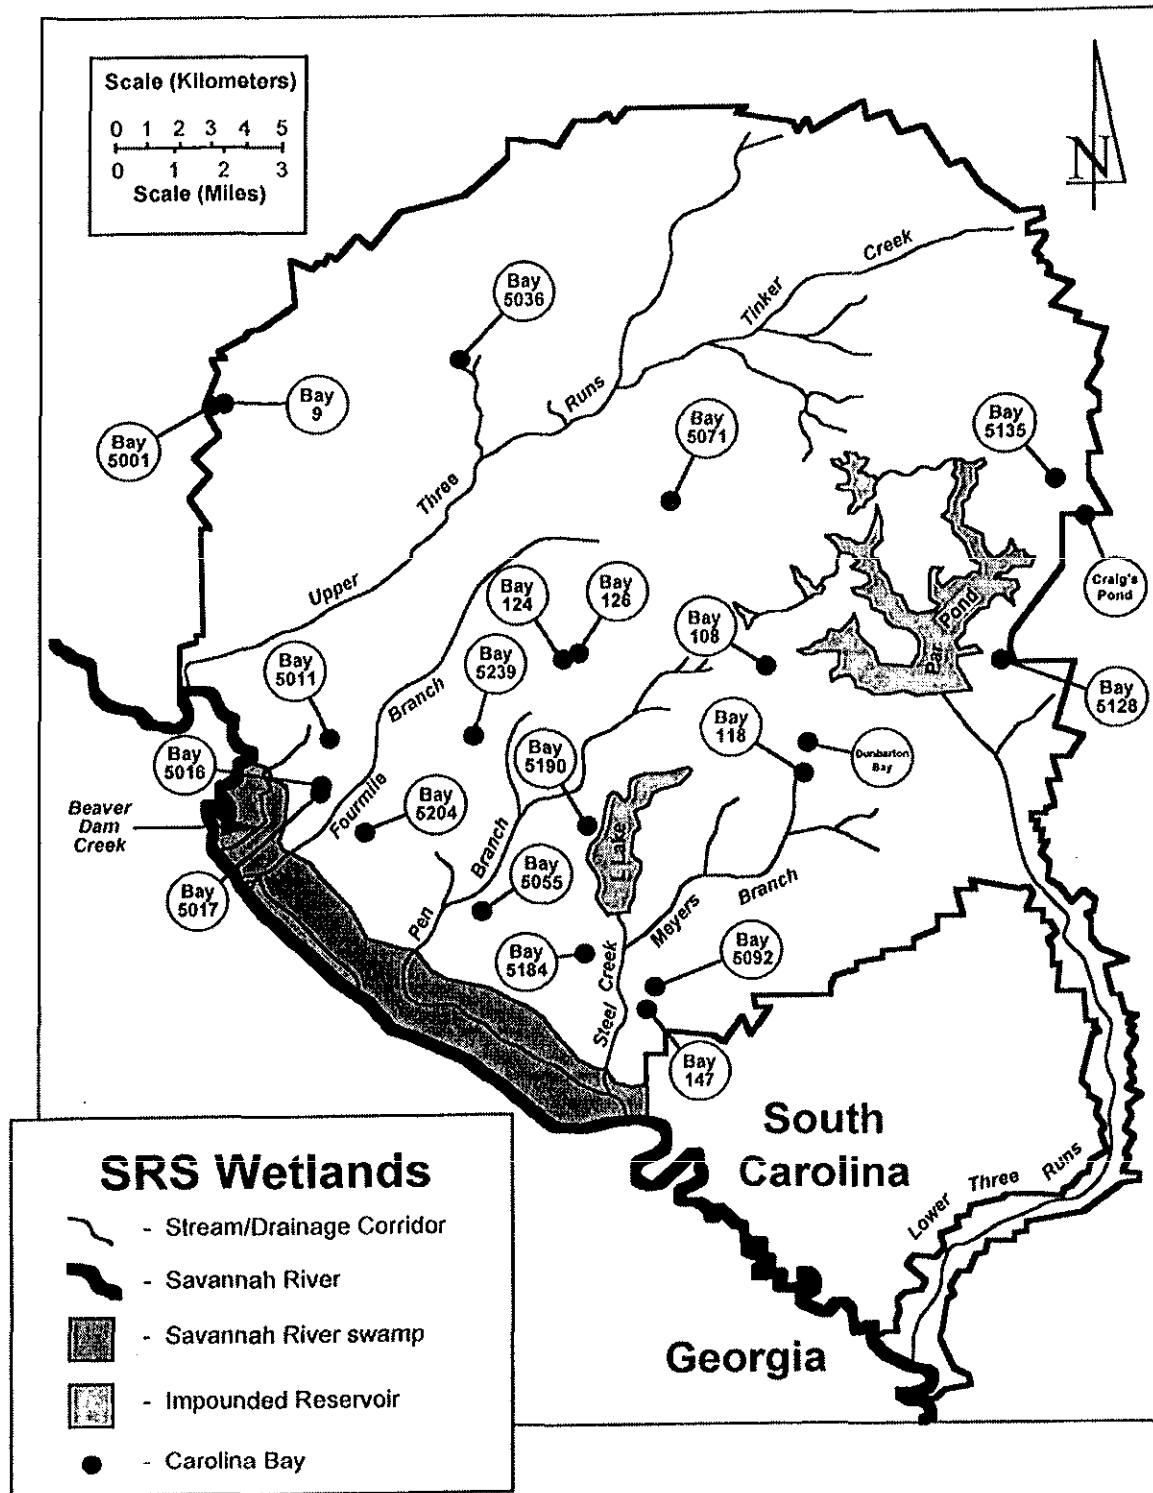 Scale (Kilometers)
0 1 2 3 4 5
0 1 2 3
Scale (Miles)
N
Creek
Tinker
Bay
5036
Runs
Bay
9
Bay
5001
Bay
5071
Bay
5135
Three
Craig's
Pond
Upper
Bay
124
Bay
126
Bay
108
Pond
Par
Bay
5128
Bay
5011
Bay
5239
Branch
Bay
118
Dunbarton
Bay
Bay
5190
Bay
5016
Beaver
Dam
Creek
Fourmile
Bay
5204
Branch
L Lake
Bay
5055
Branch
Meyers
Bay
5017
Pen
Bay
5184
Creek
Steel
Bay
5092
Bay
147
South
Carolina
Lower Three Runs
Georgia
SRS Wetlands
- Stream/Drainage Corridor
- Savannah River
- Savannah River swamp
- Impounded Reservoir
- Carolina Bay